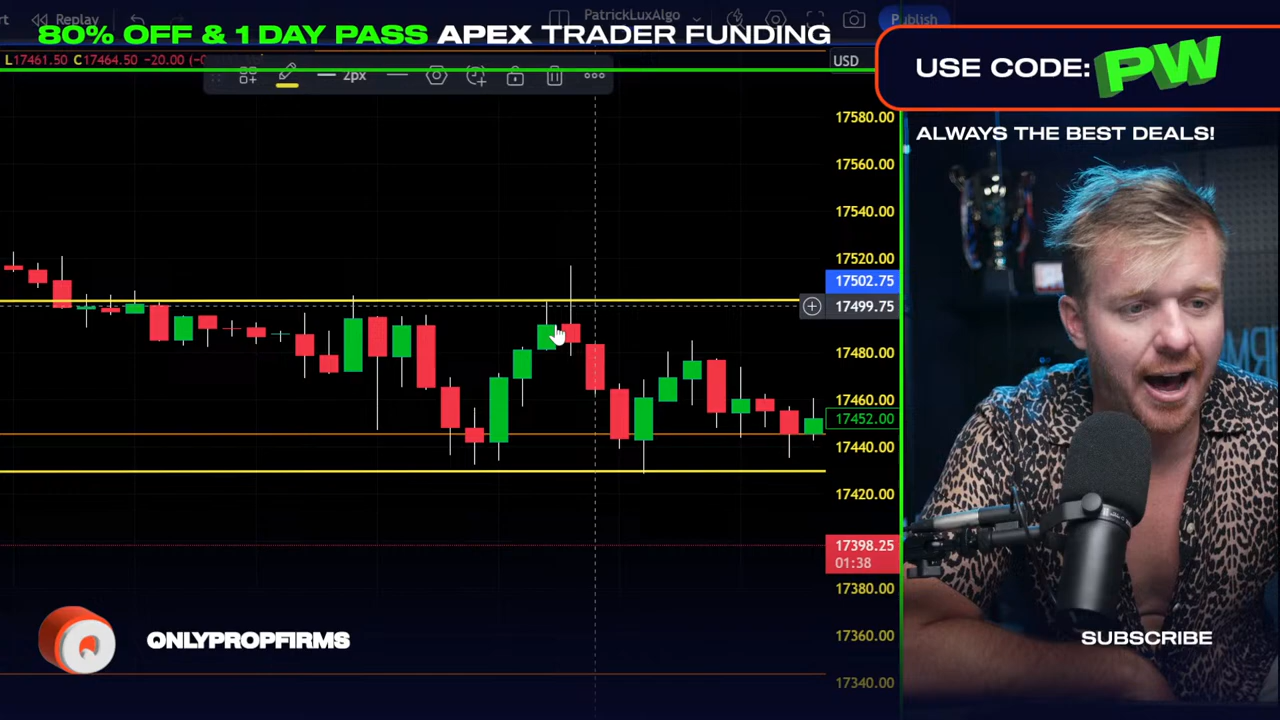 Replay
PatrickLuxAlgo
Publish
80% OFF & 1 DAY PASS APEX TRADER FUNDING
L17461.50 C17464.50 −20.00
USD
2px
USE CODE: PW
ALWAYS THE BEST DEALS!
17580.00
17560.00
17540.00
17520.00
17502.75
17499.75
17480.00
17460.00
17452.00
17440.00
17420.00
17398.25
01:38
17380.00
17360.00
17340.00
ONLYPROPFIRMS
SUBSCRIBE